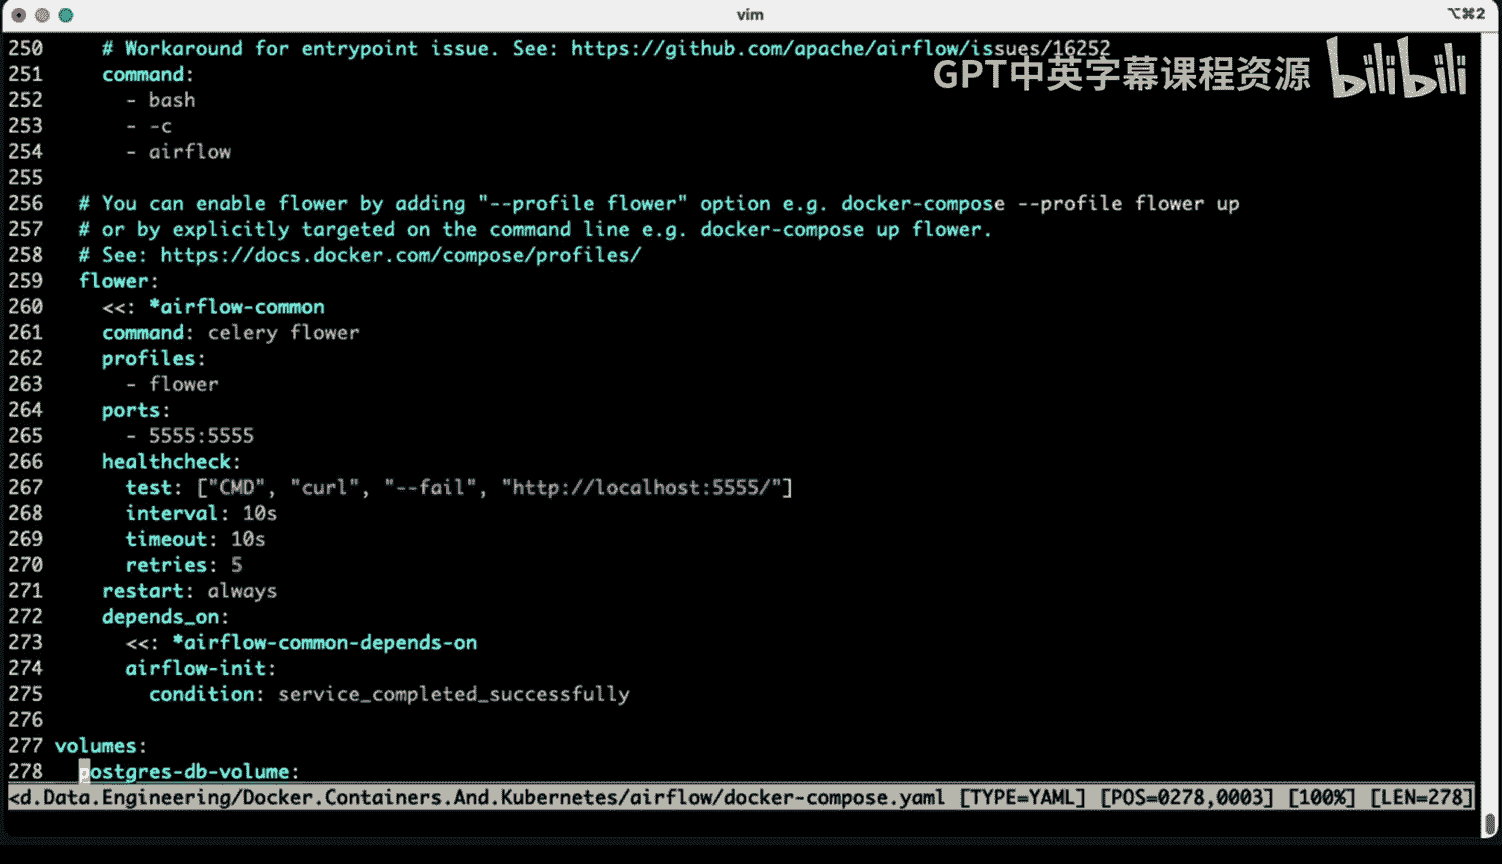 vim
⌥⌘2
250     # Workaround for entrypoint issue. See: https://github.com/apache/airflow/issues/16252
GPT中英字幕课程资源 bilibili
251     command:
252       - bash
253       - -c
254       - airflow
255
256   # You can enable flower by adding "--profile flower" option e.g. docker-compose --profile flower up
257   # or by explicitly targeted on the command line e.g. docker-compose up flower.
258   # See: https://docs.docker.com/compose/profiles/
259   flower:
260     <<: *airflow-common
261     command: celery flower
262     profiles:
263       - flower
264     ports:
265       - 5555:5555
266     healthcheck:
267       test: ["CMD", "curl", "--fail", "http://localhost:5555/"]
268       interval: 10s
269       timeout: 10s
270       retries: 5
271     restart: always
272     depends_on:
273       <<: *airflow-common-depends-on
274       airflow-init:
275         condition: service_completed_successfully
276
277 volumes:
278   postgres-db-volume:
<d.Data.Engineering/Docker.Containers.And.Kubernetes/airflow/docker-compose.yaml [TYPE=YAML] [POS=0278,0003] [100%] [LEN=278]